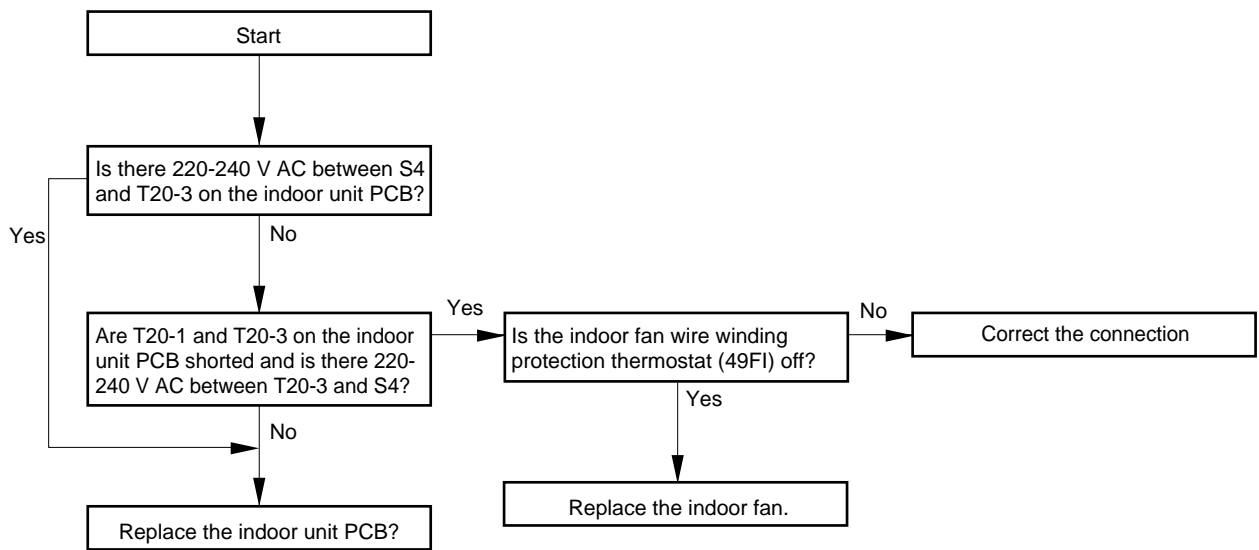 Start
Is there 220-240 V AC between S4
and T20-3 on the indoor unit PCB?
Yes
No
Are T20-1 and T20-3 on the indoor
unit PCB shorted and is there 220-
240 V AC between T20-3 and S4?
Yes
Is the indoor fan wire winding
protection thermostat (49FI) off?
No
Correct the connection
No
Yes
Replace the indoor unit PCB?
Replace the indoor fan.